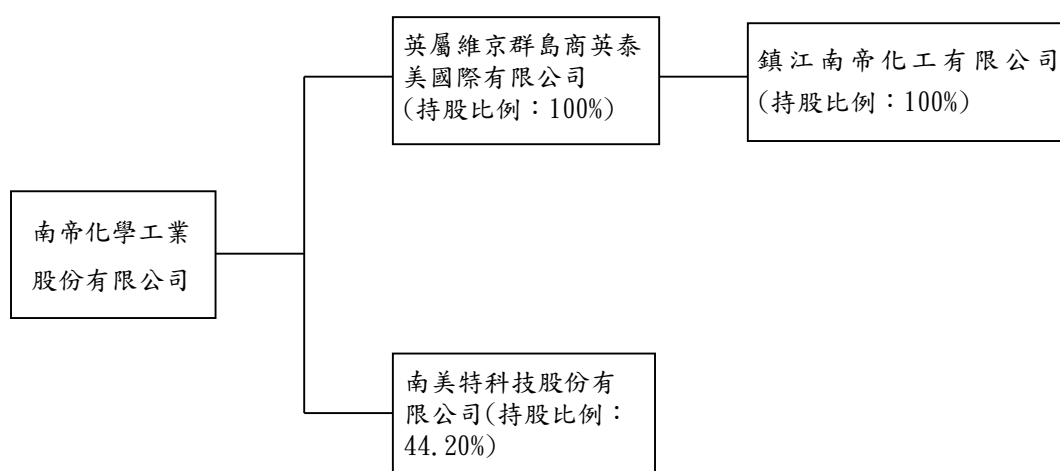 英屬維京群島商英泰
美國際有限公司
(持股比例：100%)
鎮江南帝化工有限公司
(持股比例：100%)
南帝化學工業
股份有限公司
南美特科技股份有
限公司(持股比例：
44.20%)